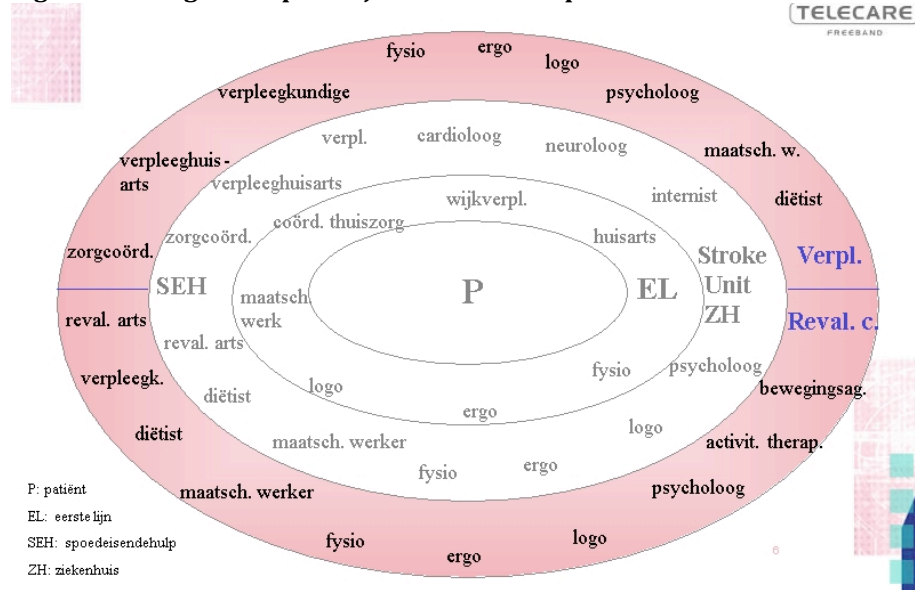 TELECARE
FREEBAND
fysio
ergo
logo
verpleegkundige
psycholoog
verpl.
cardioloog
neuroloog
maatsch. w.
verpleeghuis-
arts
verpleeghuisarts
internist
diëtist
wijkverpl.
coörd. thuiszorg
huisarts
zorgcoörd.
zorgcoörd.
Stroke
Unit
ZH
Verpl.
SEH
P
EL
maatsch.
werk
reval. arts
Reval. c.
reval. arts
verpleegk.
fysio
psycholoog
diëtist
logo
bewegingsag.
ergo
diëtist
maatsch. werker
logo
activit. therap.
fysio
ergo
maatsch. werker
psycholoog
fysio
ergo
logo
P: patiënt
EL: eerste lijn
SEH: spoedeisendehulp
ZH: ziekenhuis
6